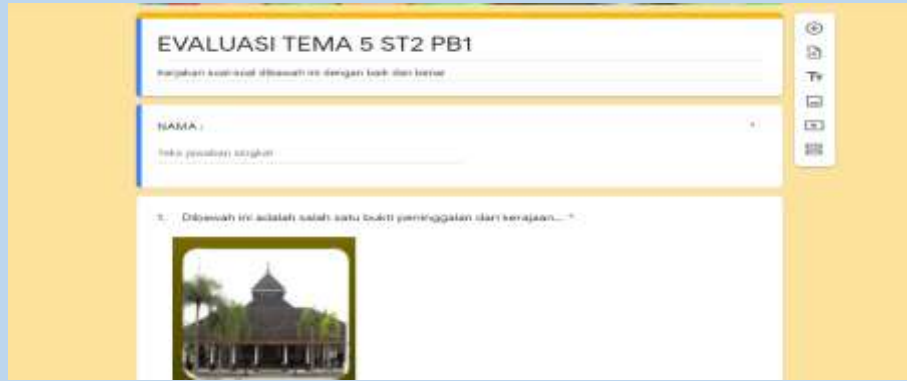 EVALUASI TEMA 5 ST2 PB1
Kerjakan soal-soal dibawah ini dengan baik dan benar
NAMA : *
Teks jawaban singkat
1. Dibawah ini adalah salah satu bukti peninggalan dari kerajaan... *
Tт